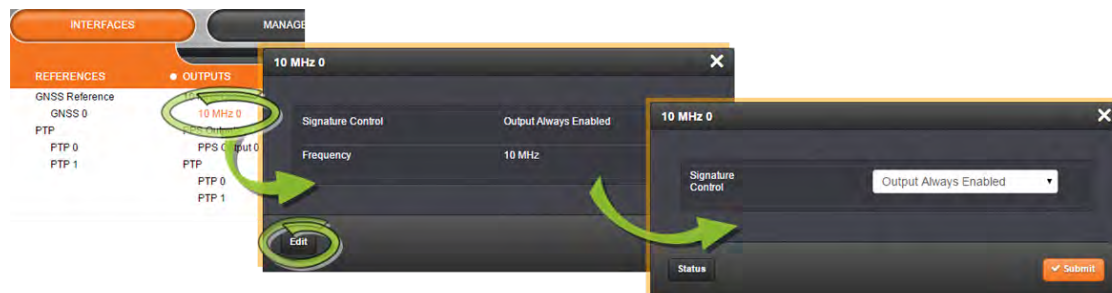 INTERFACES
MANAGE
REFERENCES
GNSS Reference
GNSS 0
PTP
PTP 0
PTP 1
OUTPUTS
10 MHz 0
PPS Output 0
PTP
PTP 0
PTP 1
10 MHz 0
Signature Control Output Always Enabled
Frequency 10 MHz
Edit
10 MHz 0
Signature
Control
Output Always Enabled
Status
Submit